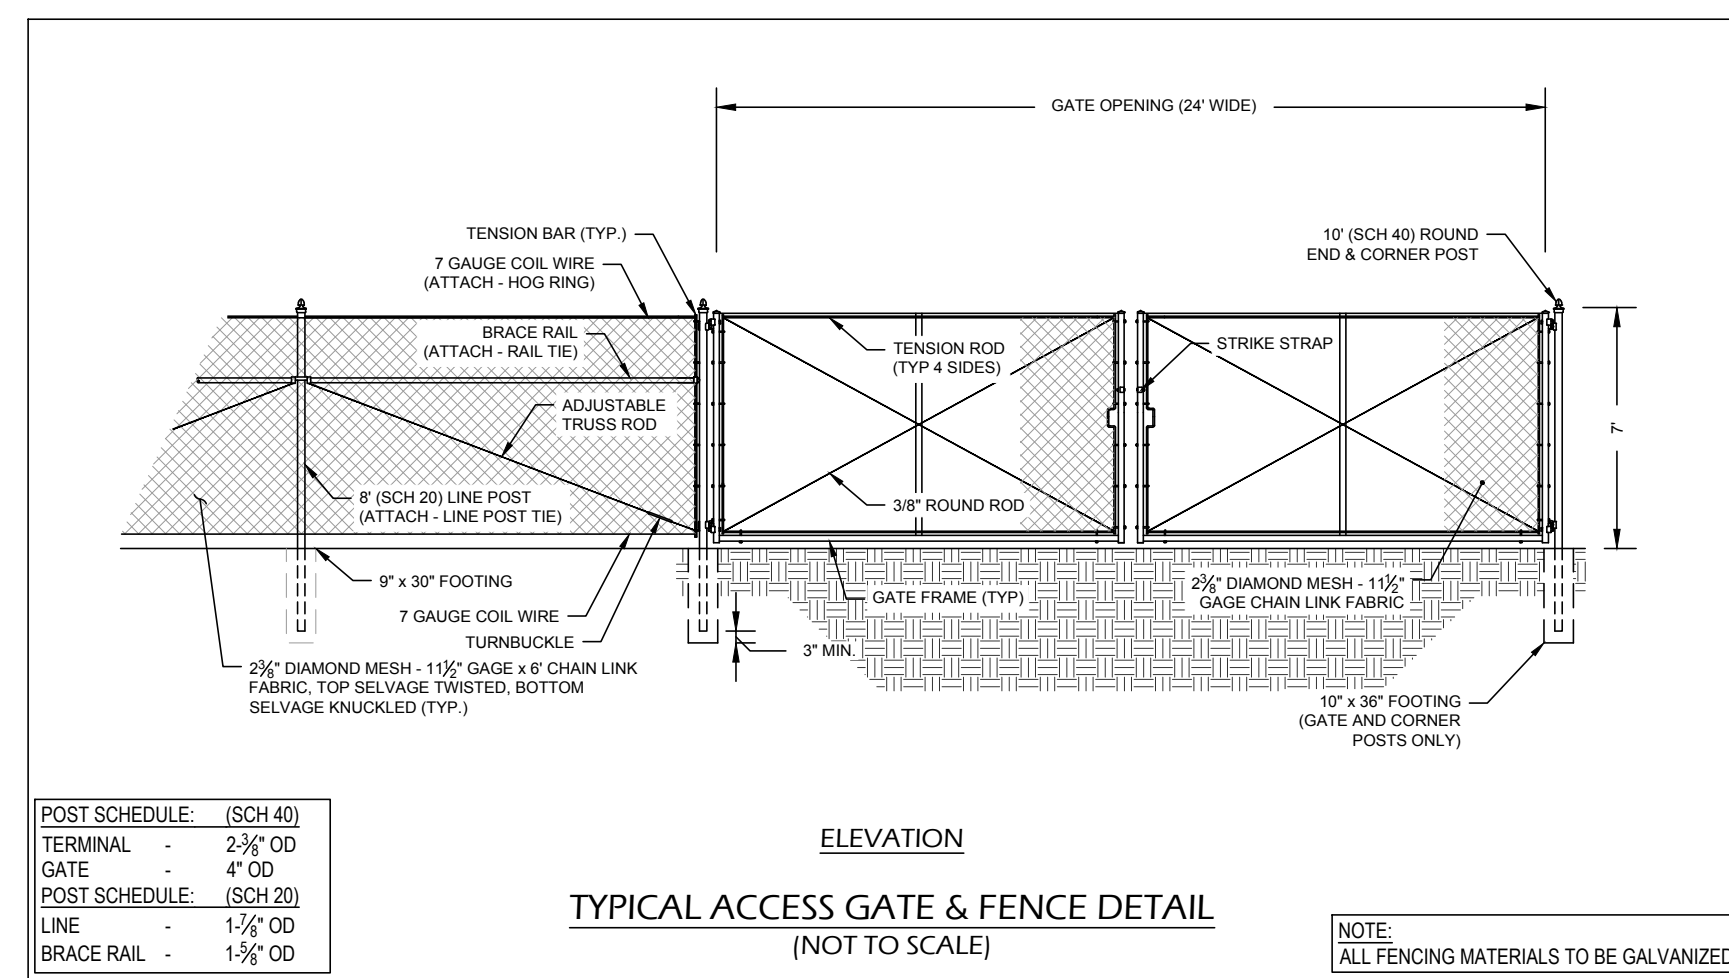 GATE OPENING (24' WIDE)
TENSION BAR (TYP.)
7 GAUGE COIL WIRE
(ATTACH - HOG RING)
BRACE RAIL
(ATTACH - RAIL TIE)
ADJUSTABLE
TRUSS ROD
8' (SCH 20) LINE POST
(ATTACH - LINE POST TIE)
9" x 30" FOOTING
7 GAUGE COIL WIRE
TURNBUCKLE
2⅜" DIAMOND MESH - 11½" GAGE x 6' CHAIN LINK
FABRIC, TOP SELVAGE TWISTED, BOTTOM
SELVAGE KNUCKLED (TYP.)
TENSION ROD
(TYP 4 SIDES)
3/8" ROUND ROD
GATE FRAME (TYP)
3" MIN.
STRIKE STRAP
10' (SCH 40) ROUND
END & CORNER POST
7'
2⅜" DIAMOND MESH - 11½"
GAGE CHAIN LINK FABRIC
10" x 36" FOOTING
(GATE AND CORNER
POSTS ONLY)
POST SCHEDULE: (SCH 40)
TERMINAL - 2-⅜" OD
GATE - 4" OD
POST SCHEDULE: (SCH 20)
LINE - 1-⅞" OD
BRACE RAIL - 1-⅝" OD
ELEVATION
TYPICAL ACCESS GATE & FENCE DETAIL
(NOT TO SCALE)
NOTE:
ALL FENCING MATERIALS TO BE GALVANIZED